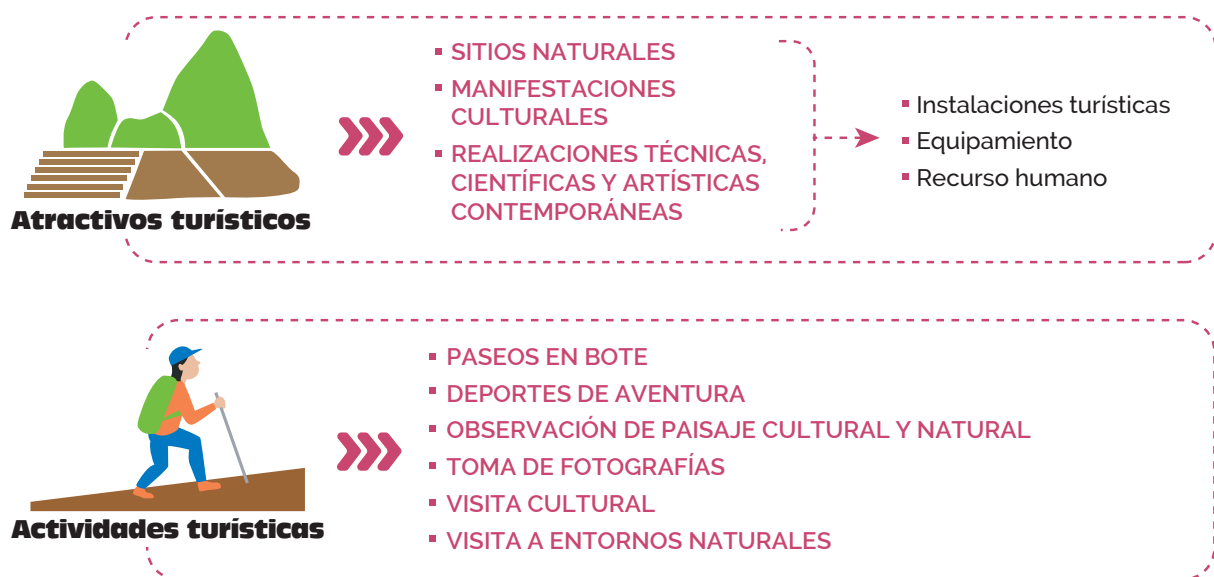 Atractivos turísticos
▪ SITIOS NATURALES
▪ MANIFESTACIONES
CULTURALES
▪ REALIZACIONES TÉCNICAS,
CIENTÍFICAS Y ARTÍSTICAS
CONTEMPORÁNEAS
▪ Instalaciones turísticas
▪ Equipamiento
▪ Recurso humano
Actividades turísticas
▪ PASEOS EN BOTE
▪ DEPORTES DE AVENTURA
▪ OBSERVACIÓN DE PAISAJE CULTURAL Y NATURAL
▪ TOMA DE FOTOGRAFÍAS
▪ VISITA CULTURAL
▪ VISITA A ENTORNOS NATURALES